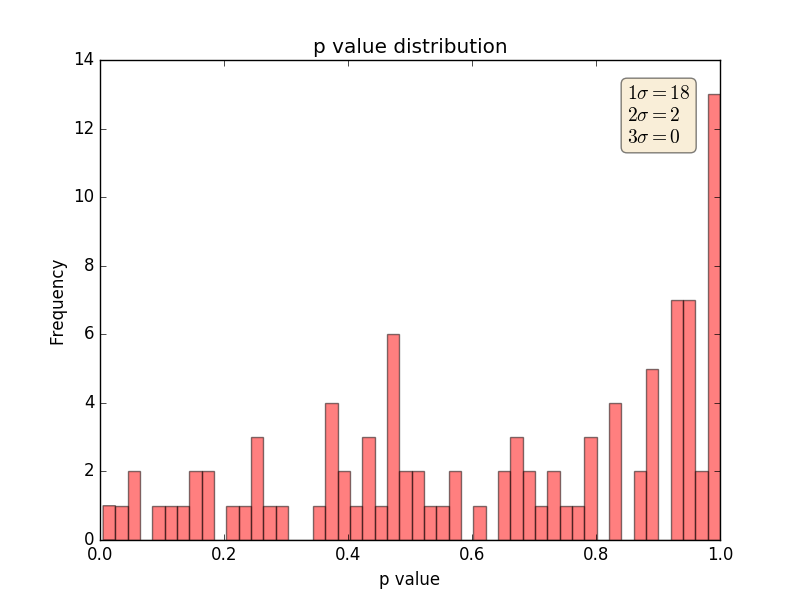 p value distribution
14
12
10
8
6
4
2
0
1σ = 18
2σ = 2
3σ = 0
Frequency
0.0 0.2 0.4 0.6 0.8 1.0
p value